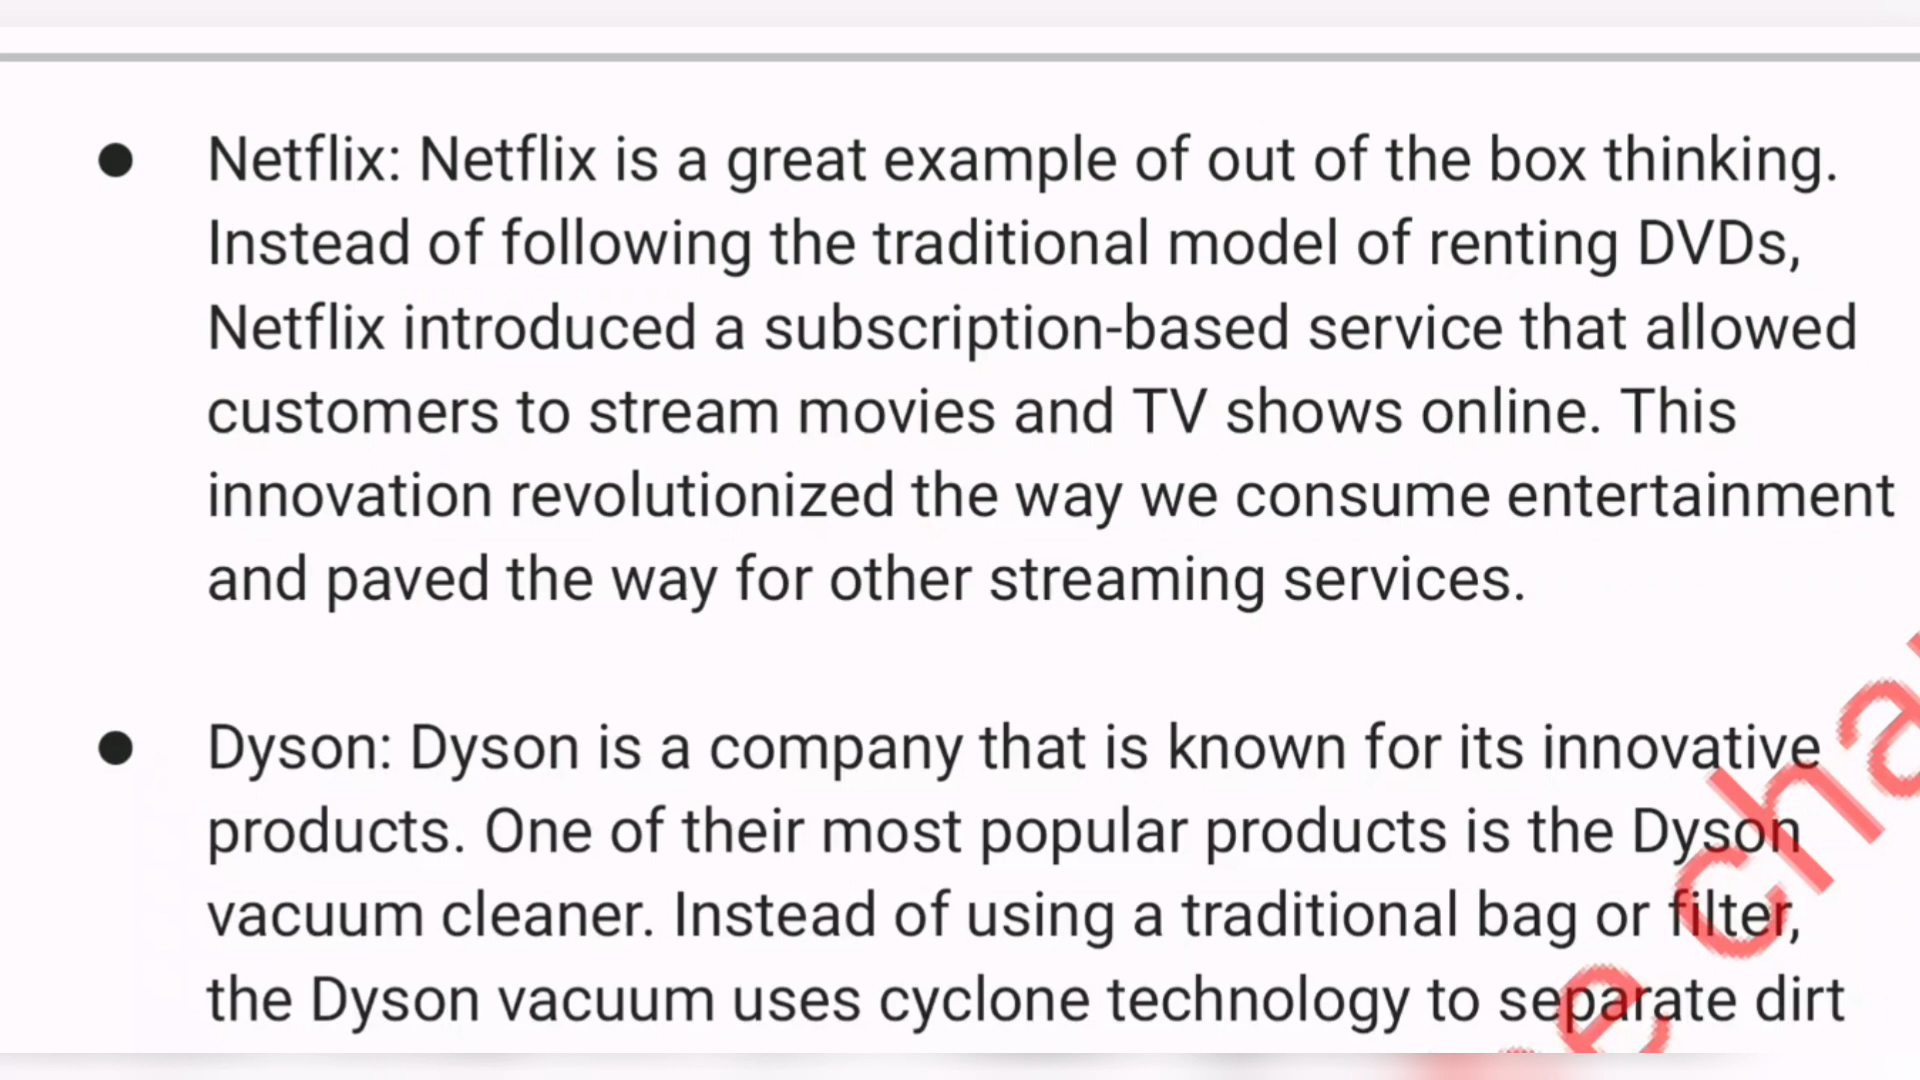 ● Netflix: Netflix is a great example of out of the box thinking.
Instead of following the traditional model of renting DVDs,
Netflix introduced a subscription-based service that allowed
customers to stream movies and TV shows online. This
innovation revolutionized the way we consume entertainment
and paved the way for other streaming services.
● Dyson: Dyson is a company that is known for its innovative
products. One of their most popular products is the Dyson
vacuum cleaner. Instead of using a traditional bag or filter,
the Dyson vacuum uses cyclone technology to separate dirt